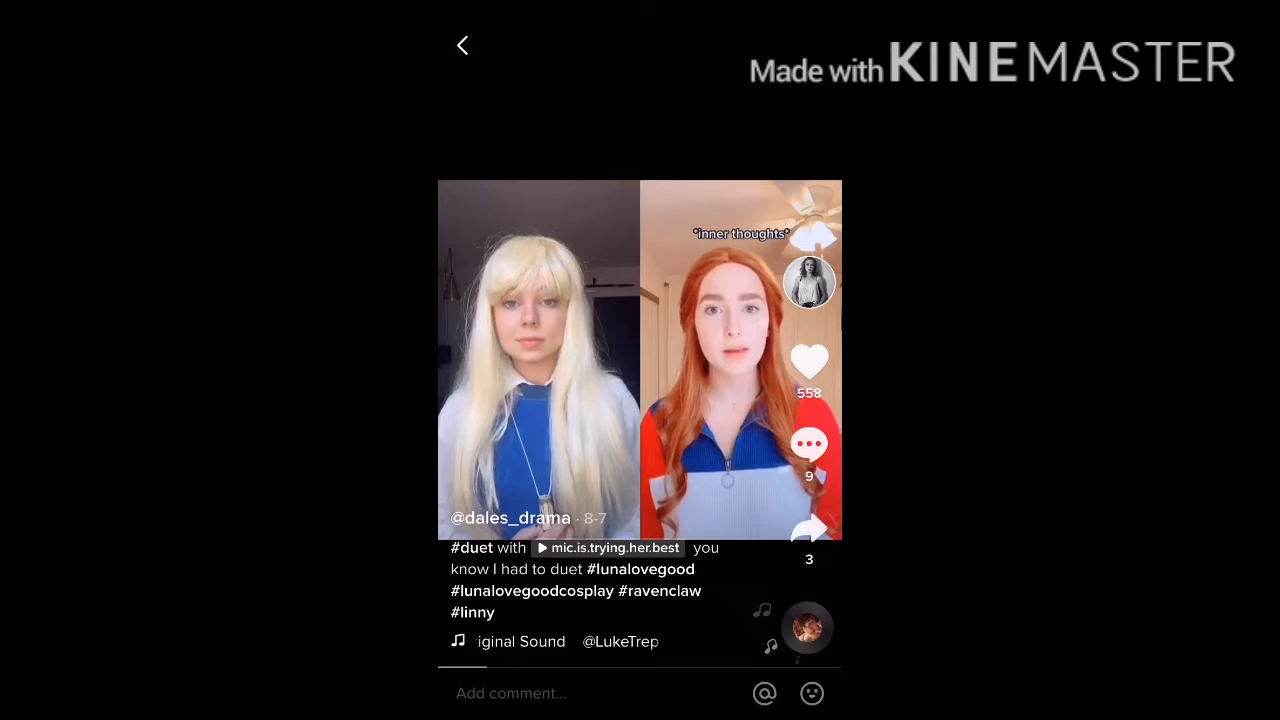 Made with KINEMASTER
*inner thoughts*
558
9
@dales_drama · 8-7
#duet with mic.is.trying.her.best you
know I had to duet #lunalovegood
#lunalovegoodcosplay #ravenclaw
#linny
3
iginal Sound @LukeTrep
Add comment...